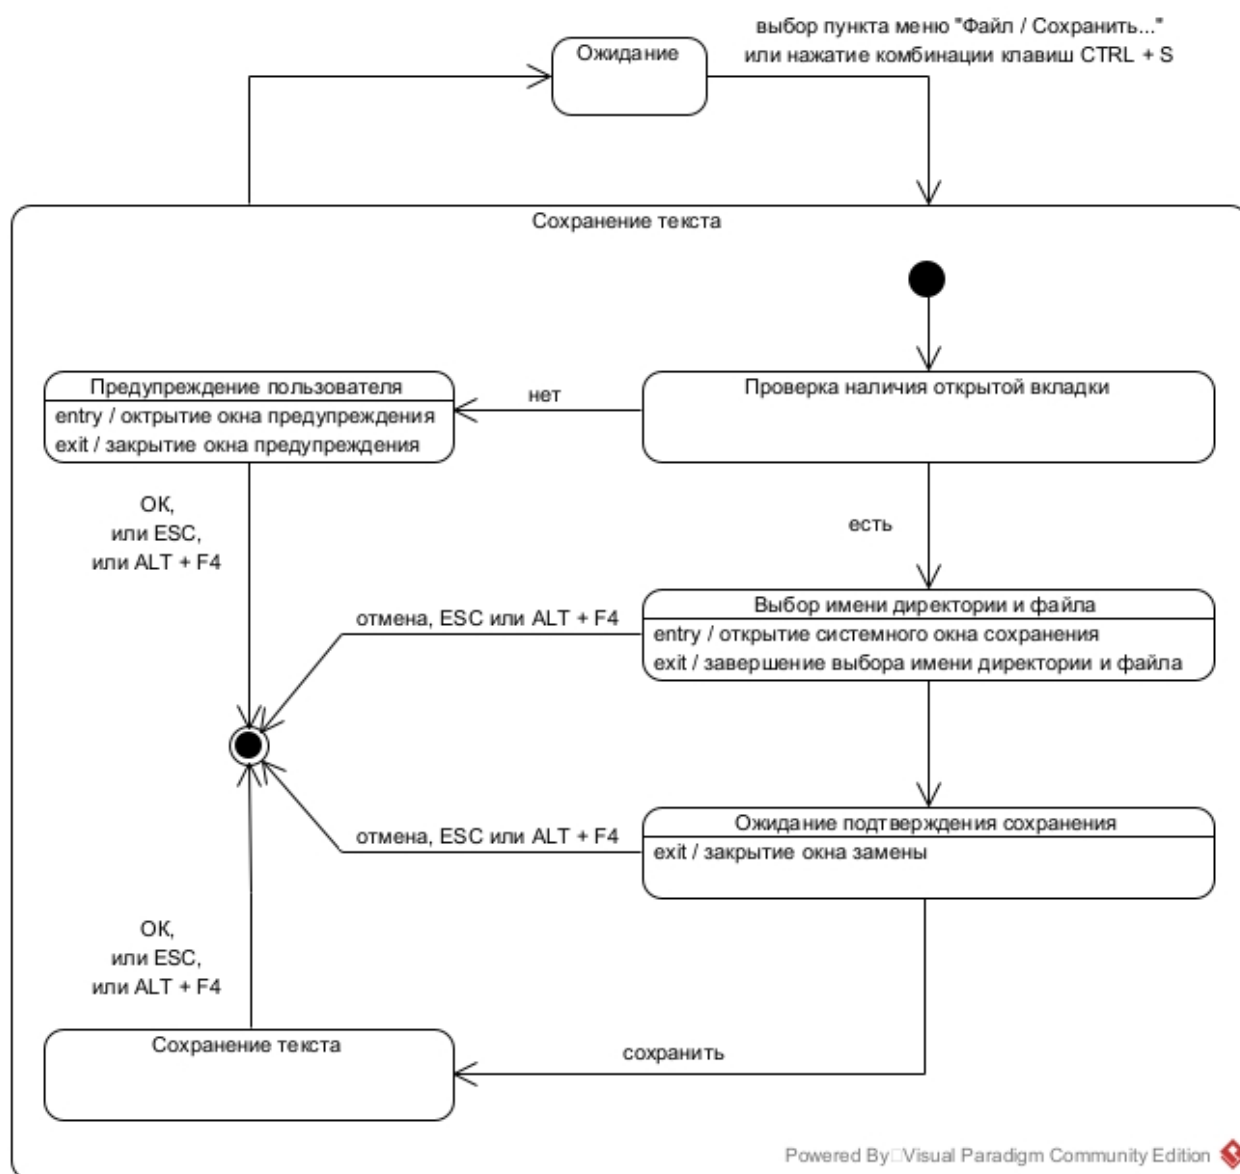 выбор пункта меню "Файл / Сохранить..."
или нажатие комбинации клавиш CTRL + S
Ожидание
Сохранение текста
Предупреждение пользователя
entry / октрытие окна предупреждения
exit / закрытие окна предупреждения
нет
Проверка наличия открытой вкладки
ОК,
или ESC,
или ALT + F4
есть
отмена, ESC или ALT + F4
Выбор имени директории и файла
entry / открытие системного окна сохранения
exit / завершение выбора имени директории и файла
отмена, ESC или ALT + F4
Ожидание подтверждения сохранения
exit / закрытие окна замены
ОК,
или ESC,
или ALT + F4
Сохранение текста
сохранить
Powered By Visual Paradigm Community Edition